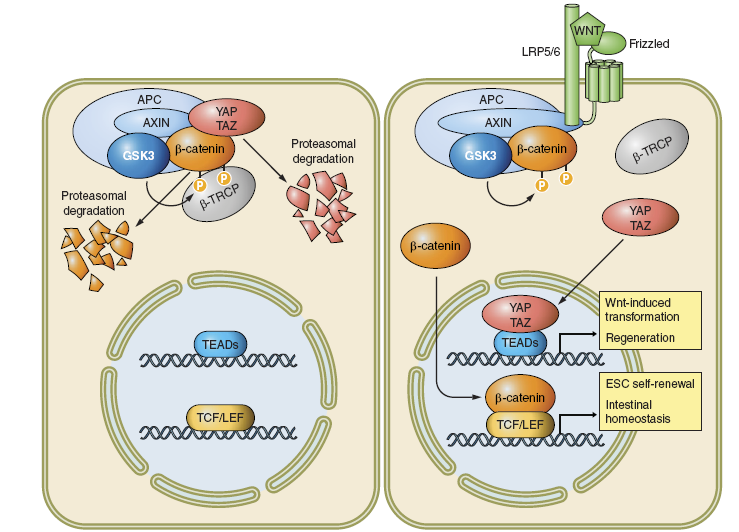 APC
AXIN
YAP
TAZ
GSK3
β-catenin
P
P
β-TRCP
Proteasomal
degradation
Proteasomal
degradation
TEADs
TCF/LEF
WNT
LRP5/6
Frizzled
APC
AXIN
GSK3
β-catenin
P
P
β-TRCP
YAP
TAZ
β-catenin
YAP
TAZ
TEADs
Wnt-induced
transformation
Regeneration
β-catenin
TCF/LEF
ESC self-renewal
Intestinal
homeostasis